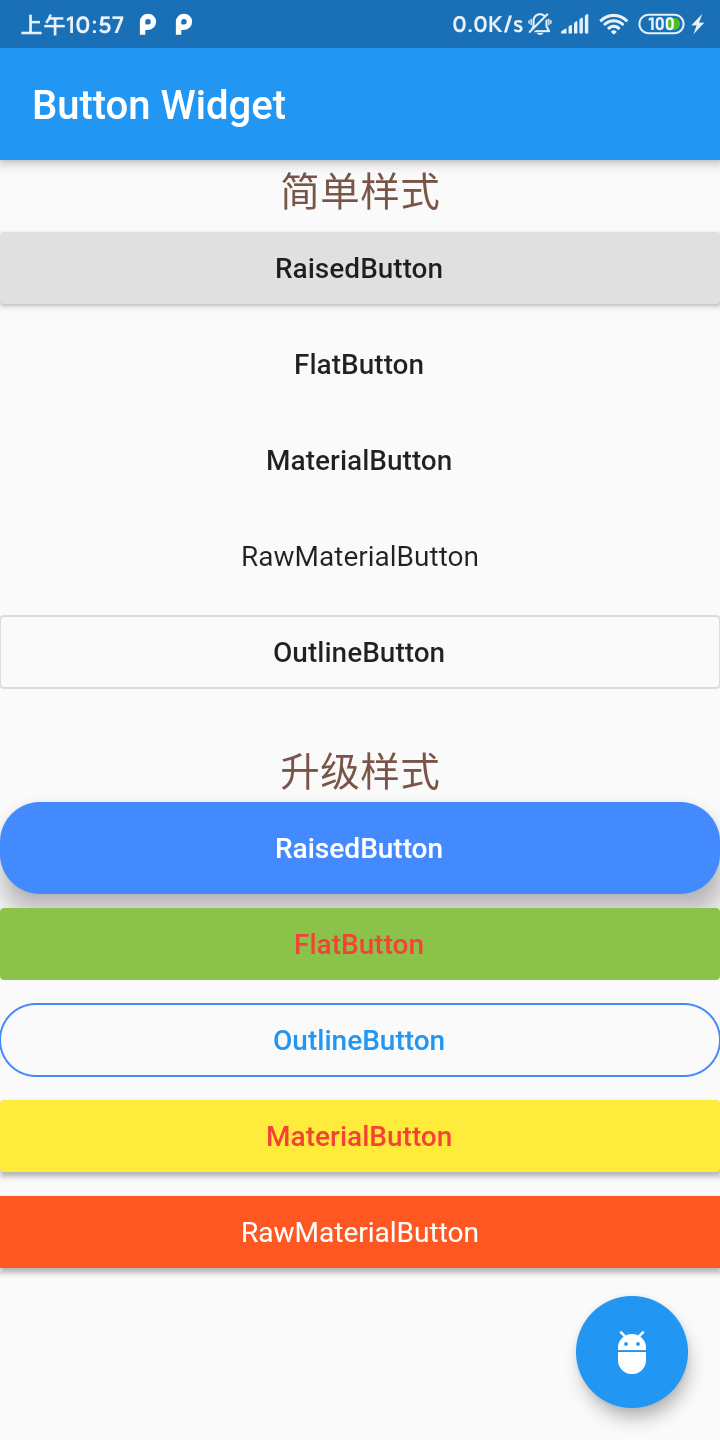 上午10:57
0.0K/s
100
Button Widget
简单样式
RaisedButton
FlatButton
MaterialButton
RawMaterialButton
OutlineButton
升级样式
RaisedButton
FlatButton
OutlineButton
MaterialButton
RawMaterialButton